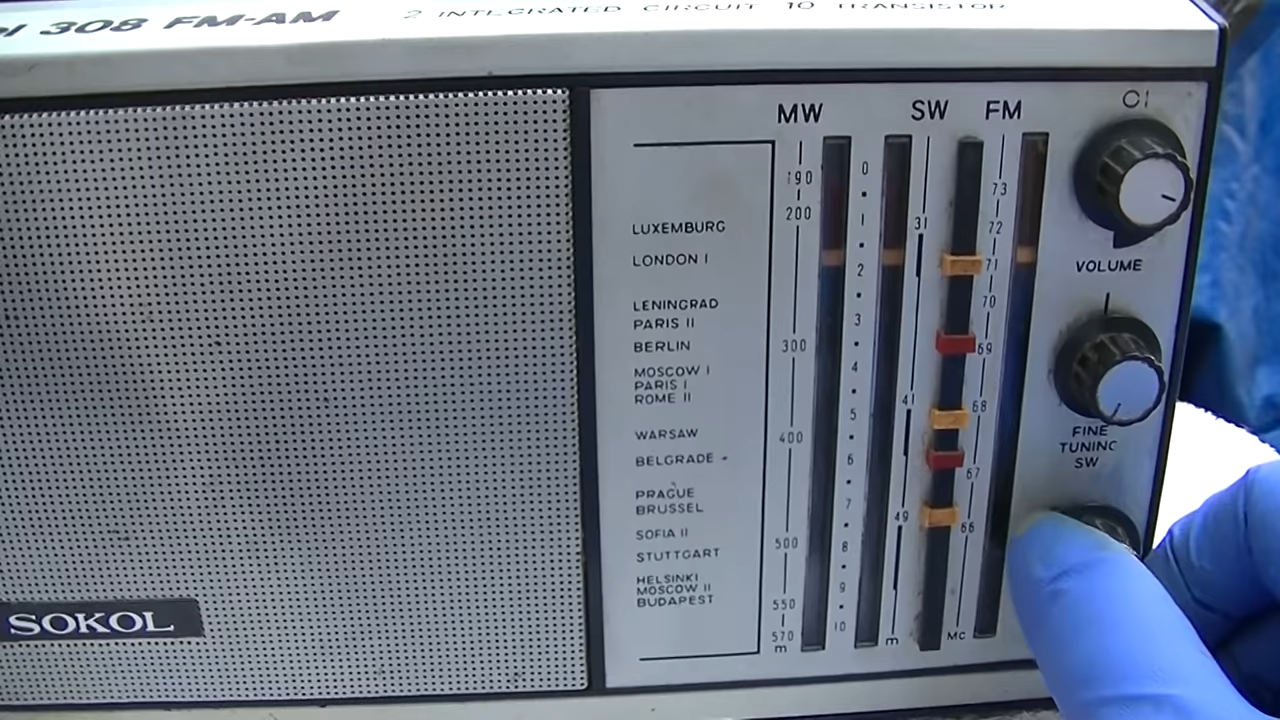 308 FM-AM
2 INTEGRATED CIRCUIT 10 TRANSISTOR
SOKOL
MW
SW
FM
LUXEMBURG
LONDON I
LENINGRAD
PARIS II
BERLIN
MOSCOW I
PARIS I
ROME II
WARSAW
BELGRADE
PRAGUE
BRUSSEL
SOFIA II
STUTTGART
HELSINKI
MOSCOW II
BUDAPEST
190
200
300
400
500
550
570
m
0
1
2
3
4
5
6
7
8
9
10
31
41
49
m
73
72
71
70
69
68
67
66
MC
VOLUME
FINE
TUNING
SW